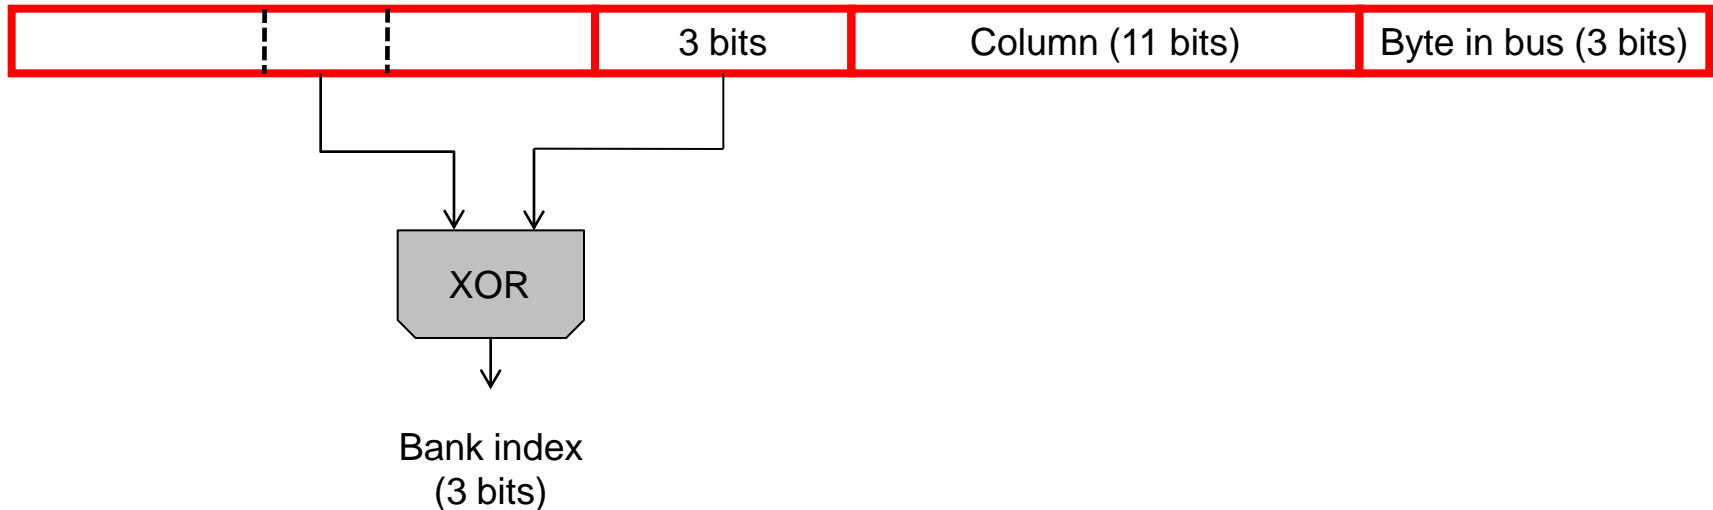 3 bits
Column (11 bits)
Byte in bus (3 bits)
XOR
Bank index
(3 bits)